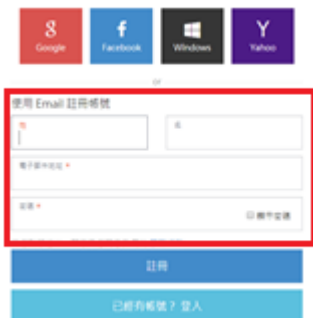 Google Facebook Windows Yahoo
or
使用 Email 註冊帳號
名 姓
電子郵件地址 *
密碼 *
顯示密碼
註冊
已經有帳號？ 登入